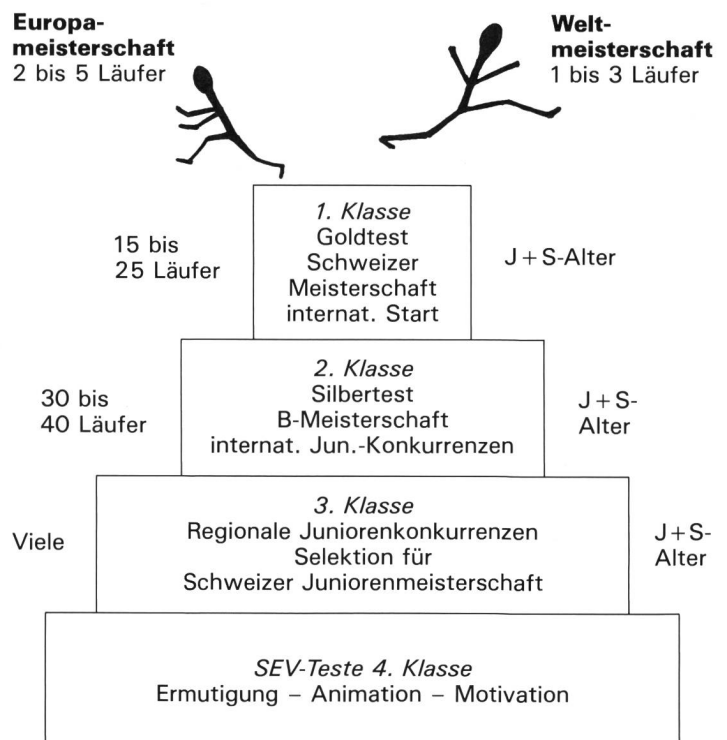 Europa-
meisterschaft
2 bis 5 Läufer
Welt-
meisterschaft
1 bis 3 Läufer
15 bis
25 Läufer
1. Klasse
Goldtest
Schweizer
Meisterschaft
internat. Start
J+S-Alter
30 bis
40 Läufer
2. Klasse
Silbertest
B-Meisterschaft
internat. Jun.-Konkurrenzen
J+S-
Alter
Viele
3. Klasse
Regionale Juniorenkonkurrenzen
Selektion für
Schweizer Juniorenmeisterschaft
J+S-
Alter
SEV-Teste 4. Klasse
Ermutigung – Animation – Motivation